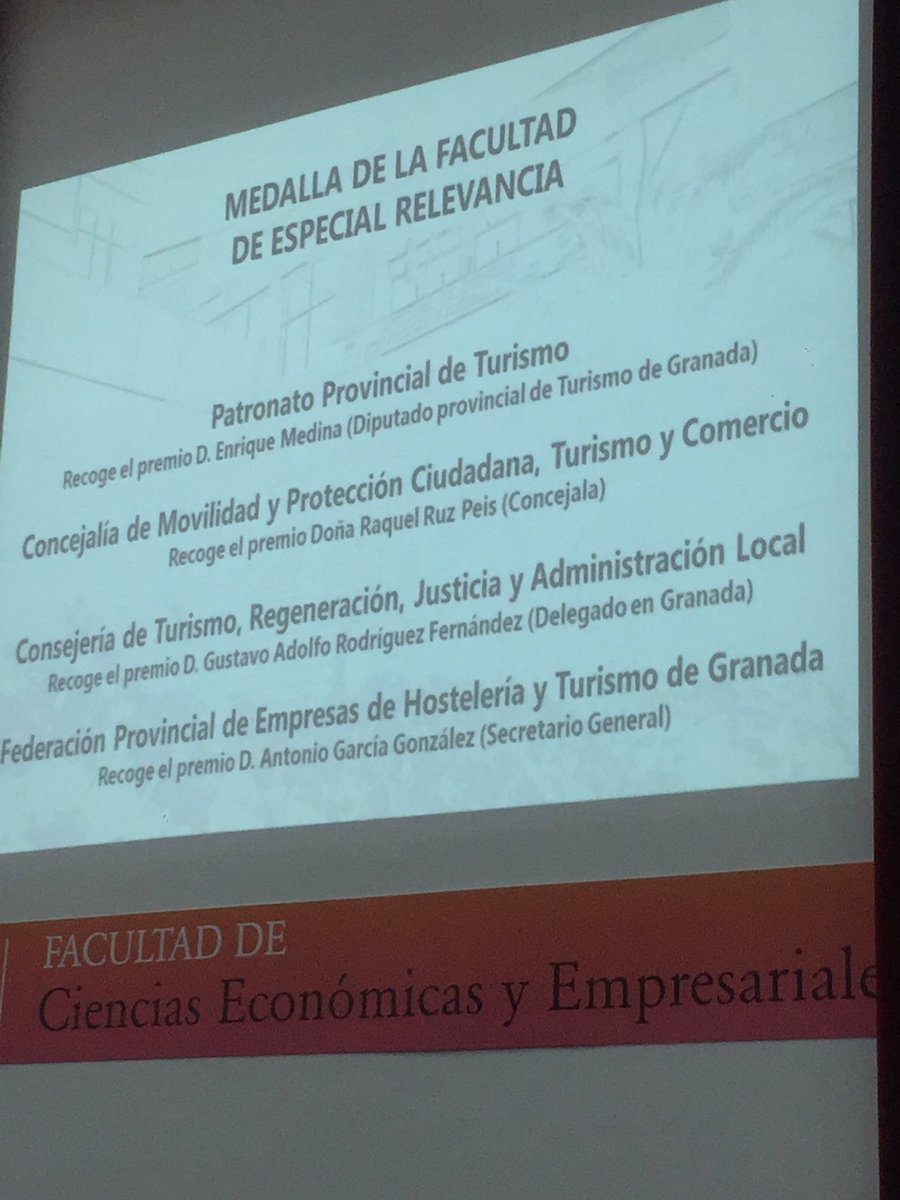 MEDALLA DE LA FACULTAD
DE ESPECIAL RELEVANCIA
Patronato Provincial de Turismo
Recoge el premio D. Enrique Medina (Diputado provincial de Turismo de Granada)
Concejalía de Movilidad y Protección Ciudadana, Turismo y Comercio
Recoge el premio Doña Raquel Ruz Peis (Concejala)
Consejería de Turismo, Regeneración, Justicia y Administración Local
Recoge el premio D. Gustavo Adolfo Rodríguez Fernández (Delegado en Granada)
Federación Provincial de Empresas de Hostelería y Turismo de Granada
Recoge el premio D. Antonio García González (Secretario General)
FACULTAD DE
Ciencias Económicas y Empresariale